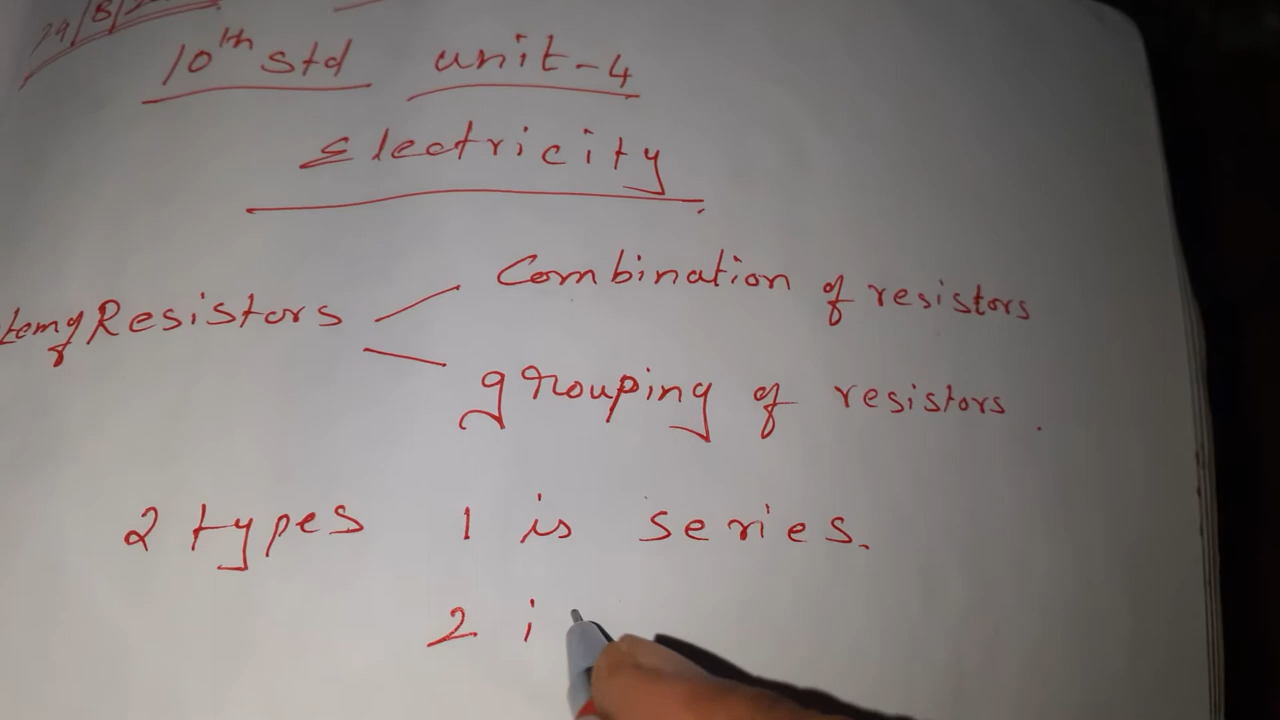 10th std unit-4
Electricity
Combination of resistors
Resistors
grouping of resistors.
2 types 1 is series.
2 i